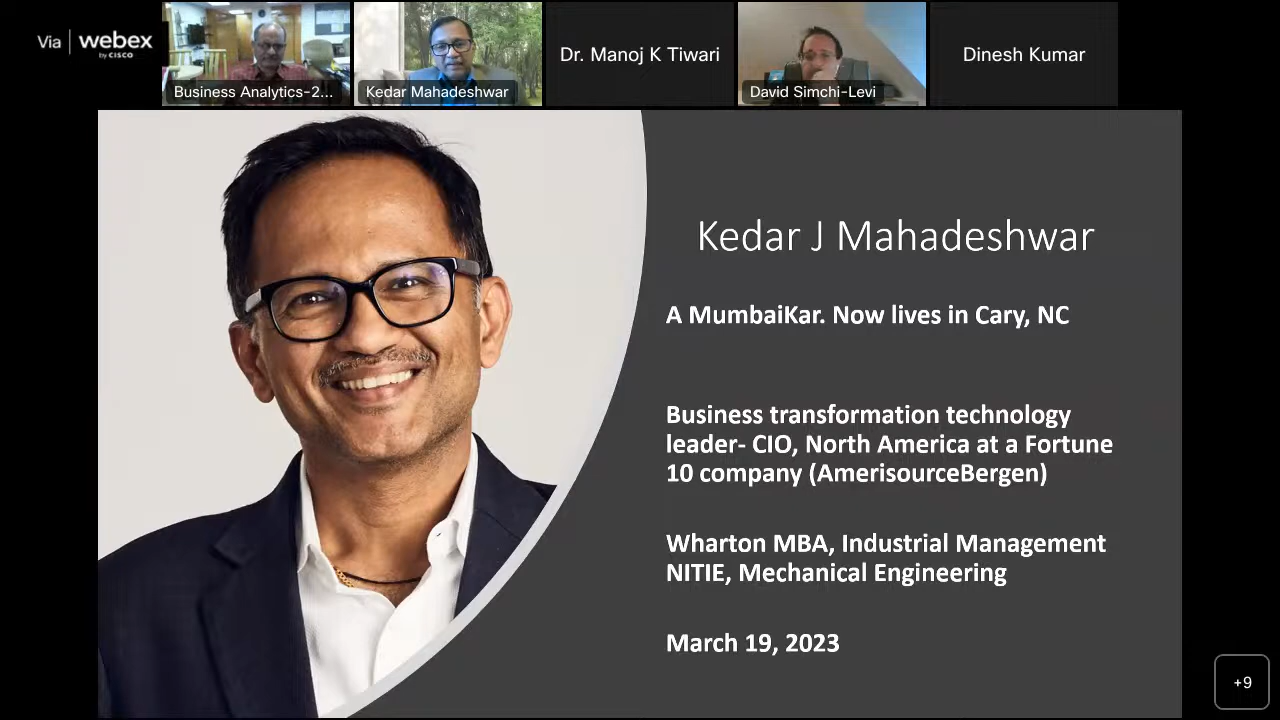 Via | webex
by CISCO
Business Analytics-2...
Kedar Mahadeshwar
Dr. Manoj K Tiwari
David Simchi-Levi
Dinesh Kumar
Kedar J Mahadeshwar
A MumbaiKar. Now lives in Cary, NC
Business transformation technology
leader- CIO, North America at a Fortune
10 company (AmerisourceBergen)
Wharton MBA, Industrial Management
NITIE, Mechanical Engineering
March 19, 2023
+9